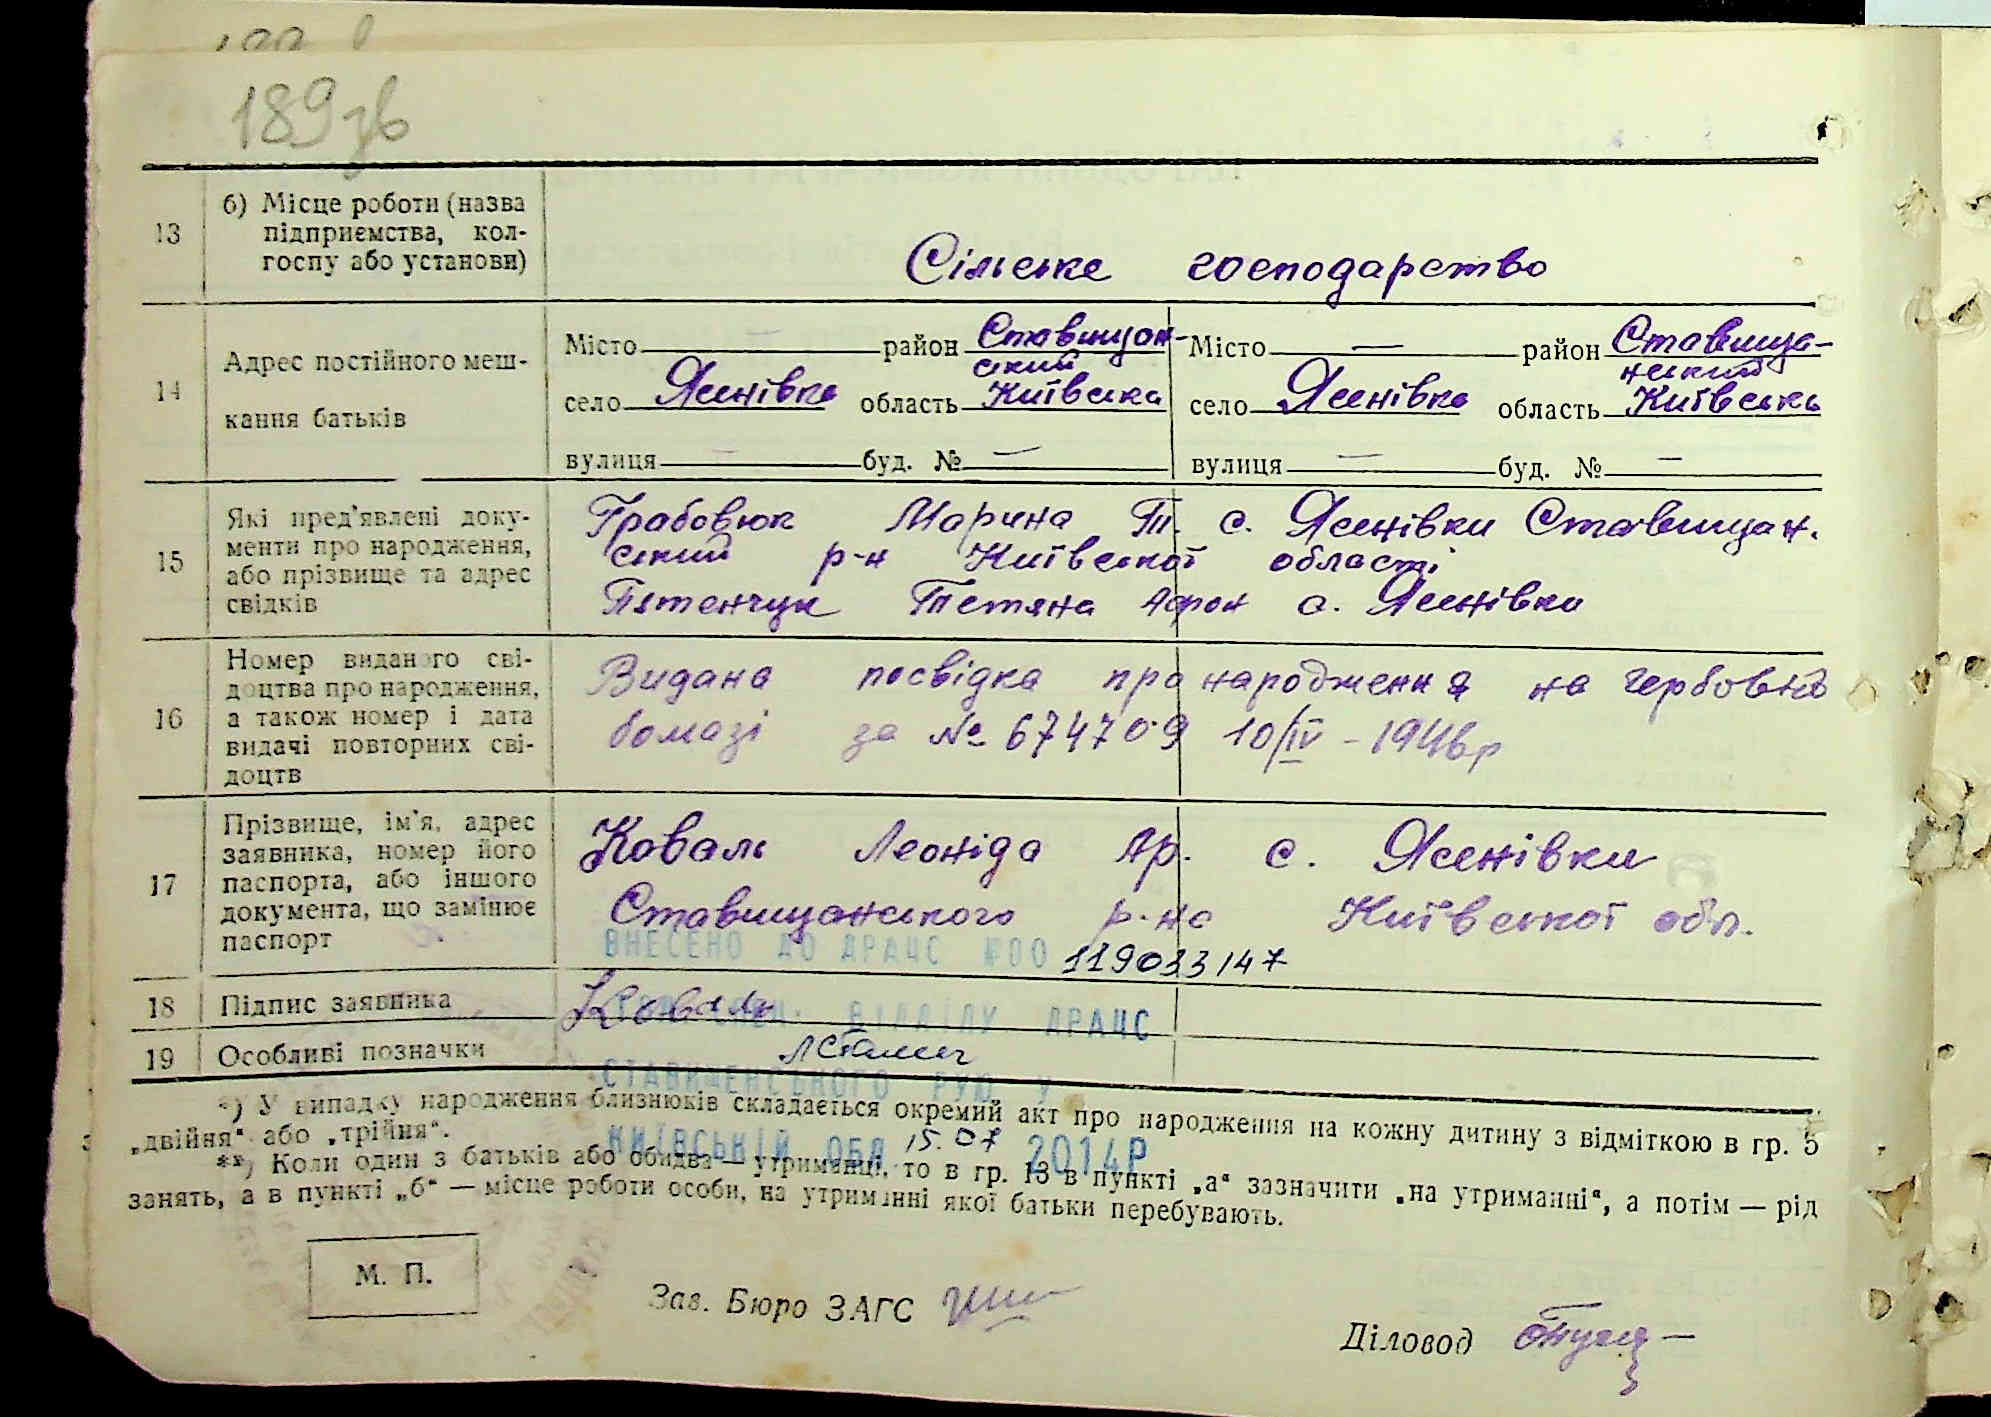 189 зв
13
б) Місце роботи (назва
підприємства, кол-
госпу або установи)
Сільське господарство
14
Адрес постійного меш-
кання батьків
Місто — район Ставищан-
ський
село Ясенівка область Київська
вулиця — буд. № —
Місто — район Ставища-
нський
село Ясенівка область Київська
вулиця — буд. № —
15
Які пред'явлені доку-
менти про народження,
або прізвище та адрес
свідків
Грабовюк Марина Т. с. Ясенівки Ставищан.
ський р-н Київської області
Пятенчук Тетяна с. Ясенівки
16
Номер виданого сві-
доцтва про народження,
а також номер і дата
видачі повторних сві-
доцтв
Видана посвідка про народження на гербовій
бомазі за № 674709 10/IV – 1946р
17
Прізвище, ім'я, адрес
заявника, номер його
паспорта, або іншого
документа, що замінює
паспорт
Коваль Леоніда Ар. с. Ясенівки
Ставищанського р-на Київської обл.
ВНЕСЕНО ДО ДРАЦС №00 119033147
18
Підпис заявника
Коваль
ВІДДІЛУ ДРАЦС
19
Особливі позначки
СТАВИЩЕНСЬКОГО РУЮ У
*) У випадку народження близнюків складається окремий акт про народження на кожну дитину з відміткою в гр. 5
„двійня“ або „трійня“.
КИЇВСЬКІЙ ОБЛ 15.07 2014Р
**) Коли один з батьків або обидва — утриманці, то в гр. 13 в пункті „а“ зазначити „на утриманні“, а потім — рід
занять, а в пункті „б“ — місце роботи особи, на утриманні якої батьки перебувають.
М. П.
Зав. Бюро ЗАГС
Діловод